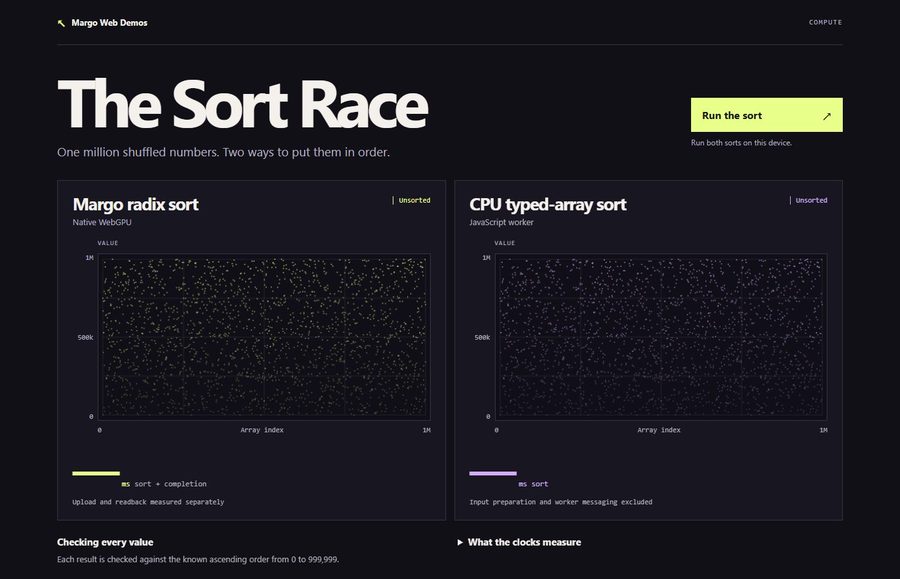 Margo Web Demos
COMPUTE
The Sort Race
One million shuffled numbers. Two ways to put them in order.
Run the sort
Run both sorts on this device.
Margo radix sort
Unsorted
Native WebGPU
VALUE
1M
500k
0
0 Array index 1M
ms sort + completion
Upload and readback measured separately
CPU typed-array sort
Unsorted
JavaScript worker
VALUE
1M
500k
0
0 Array index 1M
ms sort
Input preparation and worker messaging excluded
Checking every value
Each result is checked against the known ascending order from 0 to 999,999.
What the clocks measure